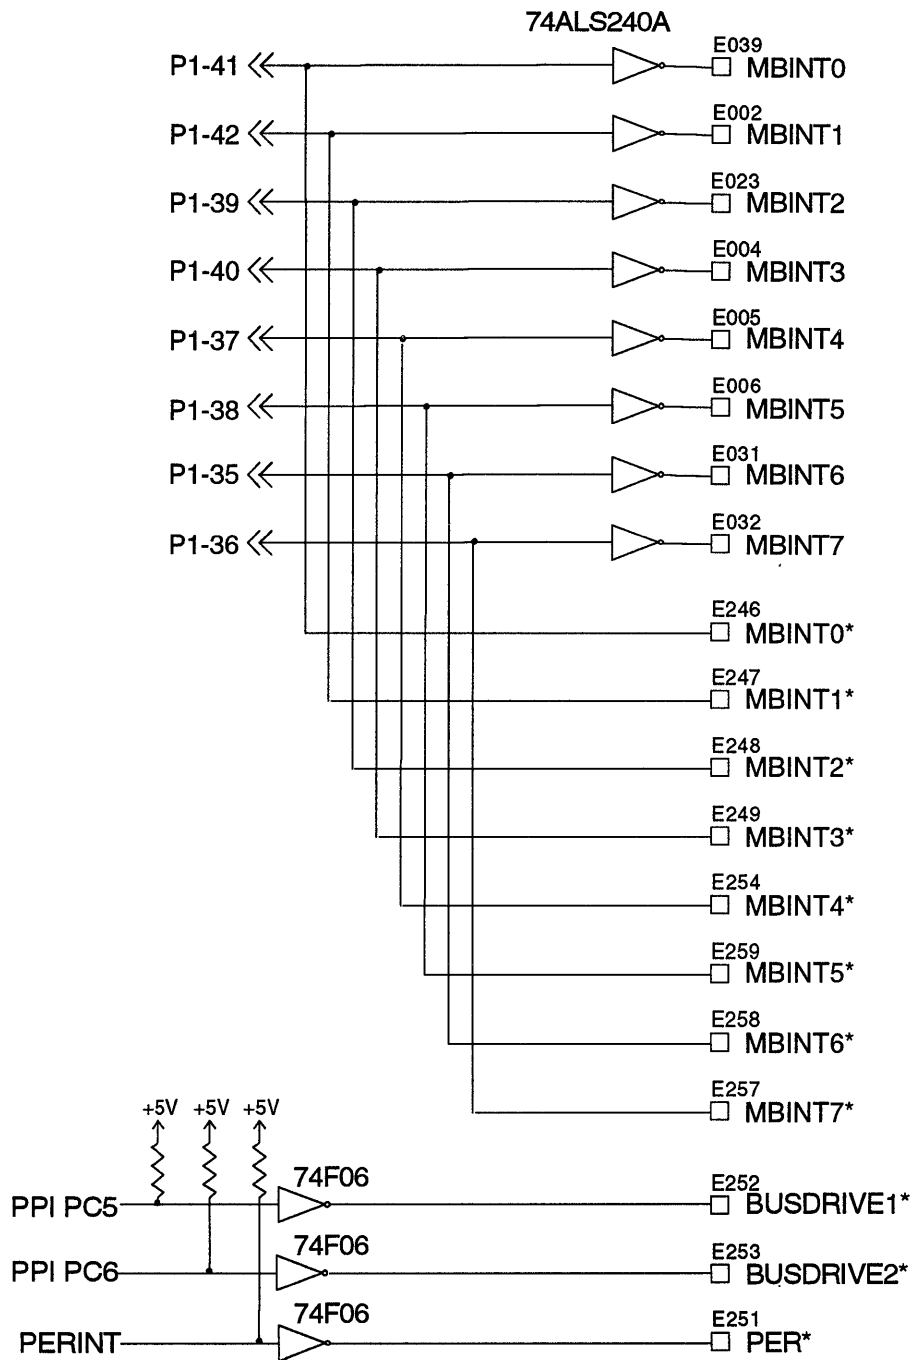 74ALS240A
P1-41 E039 MBINT0
P1-42 E002 MBINT1
P1-39 E023 MBINT2
P1-40 E004 MBINT3
P1-37 E005 MBINT4
P1-38 E006 MBINT5
P1-35 E031 MBINT6
P1-36 E032 MBINT7
E246 MBINT0*
E247 MBINT1*
E248 MBINT2*
E249 MBINT3*
E254 MBINT4*
E259 MBINT5*
E258 MBINT6*
E257 MBINT7*
+5V +5V +5V
PPI PC5 74F06 E252 BUSDRIVE1*
PPI PC6 74F06 E253 BUSDRIVE2*
PERINT 74F06 E251 PER*